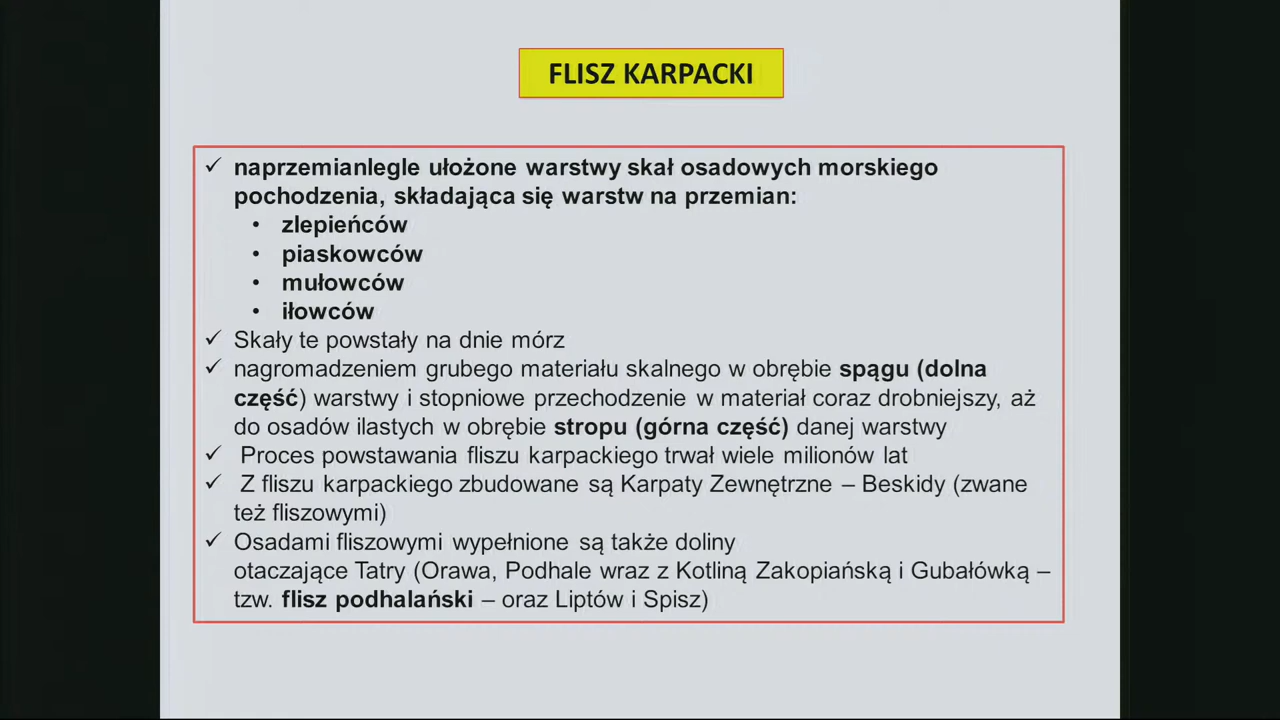 FLISZ KARPACKI
✓ naprzemianlegle ułożone warstwy skał osadowych morskiego
pochodzenia, składająca się warstw na przemian:
• zlepieńców
• piaskowców
• mułowców
• iłowców
✓ Skały te powstały na dnie mórz
✓ nagromadzeniem grubego materiału skalnego w obrębie spągu (dolna
część) warstwy i stopniowe przechodzenie w materiał coraz drobniejszy, aż
do osadów ilastych w obrębie stropu (górna część) danej warstwy
✓ Proces powstawania fliszu karpackiego trwał wiele milionów lat
✓ Z fliszu karpackiego zbudowane są Karpaty Zewnętrzne – Beskidy (zwane
też fliszowymi)
✓ Osadami fliszowymi wypełnione są także doliny
otaczające Tatry (Orawa, Podhale wraz z Kotliną Zakopiańską i Gubałówką –
tzw. flisz podhalański – oraz Liptów i Spisz)